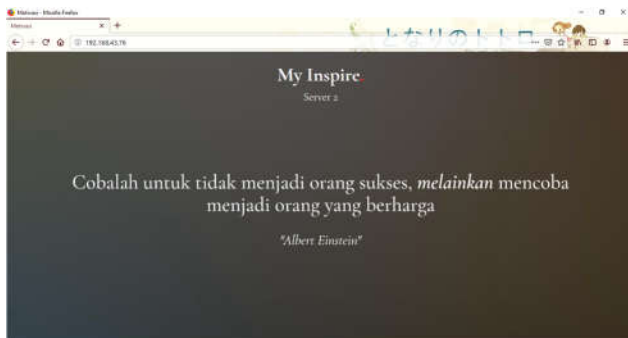 Motivasi - Mozilla Firefox
Motivasi
となりのトトロ
192.168.43.76
My Inspire.
Server 2
Cobalah untuk tidak menjadi orang sukses, melainkan mencoba
menjadi orang yang berharga
"Albert Einstein"